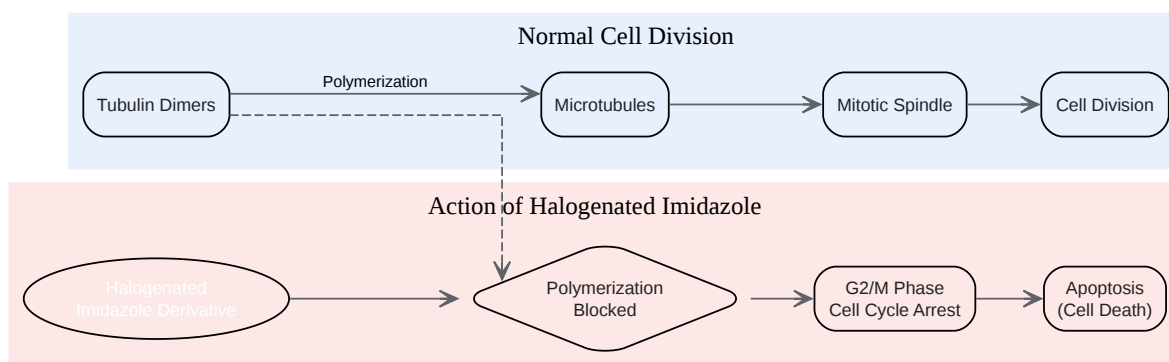 Normal Cell Division
Polymerization
Tubulin Dimers
Microtubules
Mitotic Spindle
Cell Division
Action of Halogenated Imidazole
Halogenated
Imidazole Derivative
Polymerization
Blocked
G2/M Phase
Cell Cycle Arrest
Apoptosis
(Cell Death)